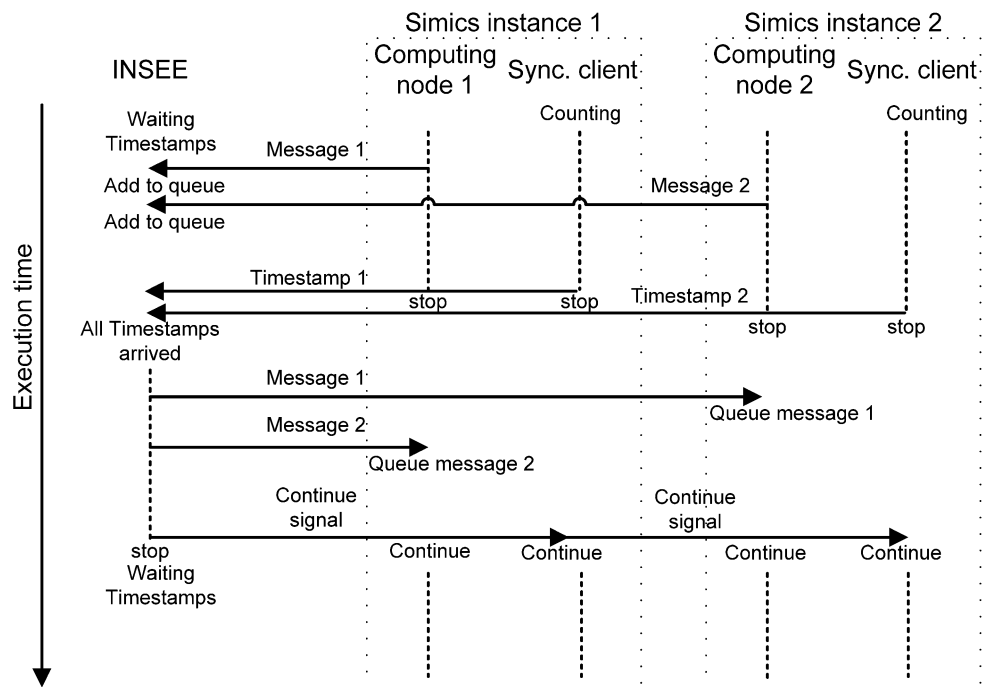 Simics instance 1
Simics instance 2
INSEE
Computing
node 1
Sync. client
Computing
node 2
Sync. client
Waiting
Timestamps
Counting
Counting
Message 1
Add to queue
Message 2
Add to queue
Execution time
Timestamp 1
stop
stop
Timestamp 2
stop
stop
All Timestamps
arrived
Message 1
Queue message 1
Message 2
Queue message 2
Continue
signal
Continue
signal
stop
Continue
Continue
Continue
Continue
Waiting
Timestamps